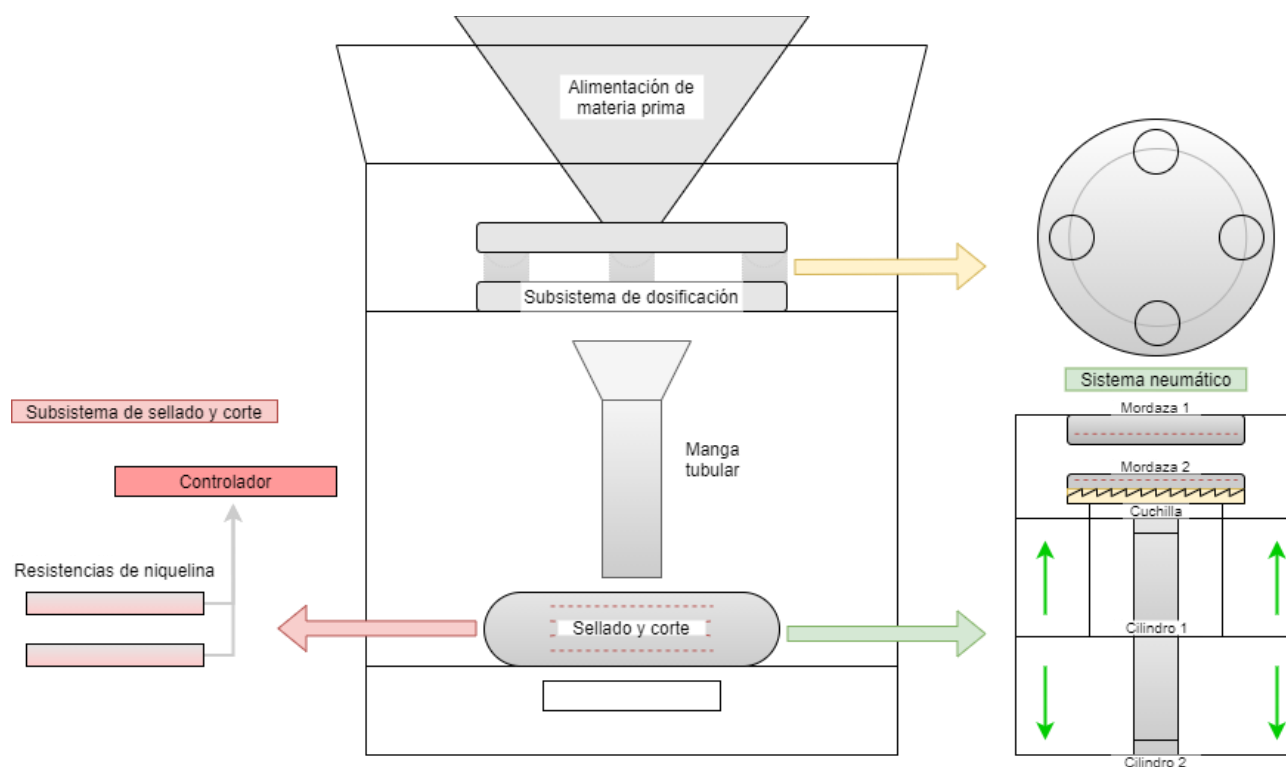 Alimentación de
materia prima
Subsistema de dosificación
Sistema neumático
Mordaza 1
Subsistema de sellado y corte
Manga
tubular
Mordaza 2
Controlador
Cuchilla
Resistencias de niquelina
Sellado y corte
Cilindro 1
Cilindro 2